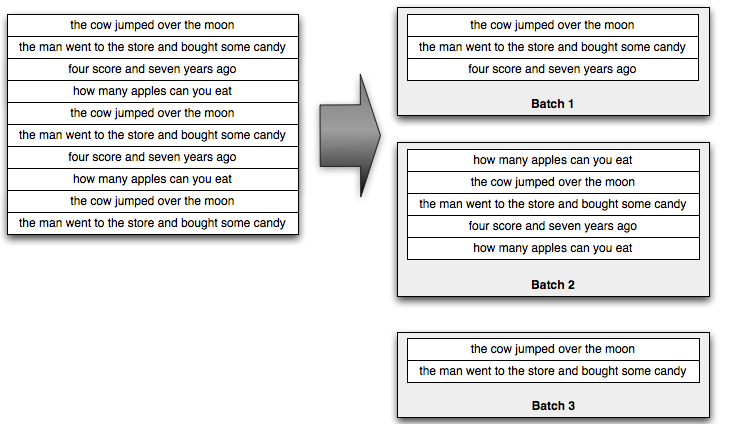 the cow jumped over the moon
the man went to the store and bought some candy
four score and seven years ago
how many apples can you eat
the cow jumped over the moon
the man went to the store and bought some candy
four score and seven years ago
how many apples can you eat
the cow jumped over the moon
the man went to the store and bought some candy
the cow jumped over the moon
the man went to the store and bought some candy
four score and seven years ago
Batch 1
how many apples can you eat
the cow jumped over the moon
the man went to the store and bought some candy
four score and seven years ago
how many apples can you eat
Batch 2
the cow jumped over the moon
the man went to the store and bought some candy
Batch 3